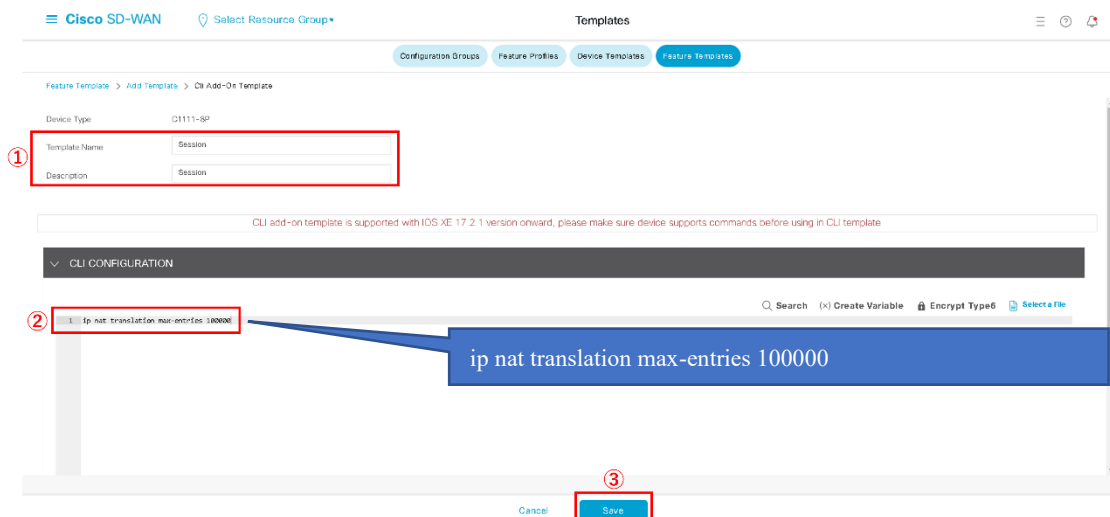 Cisco SD-WAN
Select Resource Group
Templates
Configuration Groups
Feature Profiles
Device Templates
Feature Templates
Feature Template > Add Template > Cli Add-On Template
Device Type C1111-8P
①
Template Name Session
Description Session
CLI add-on template is supported with IOS XE 17.2.1 version onward, please make sure device supports commands before using in CLI template
CLI CONFIGURATION
Search (×) Create Variable Encrypt Type6 Select a File
②
1 ip nat translation max-entries 100000
ip nat translation max-entries 100000
③
Cancel Save